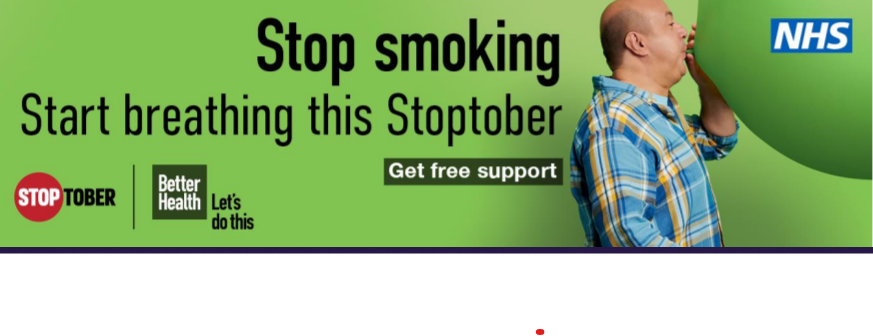 Stop smoking
NHS
Start breathing this Stoptober
Get free support
STOPTOBER
Better
Health
Let's
do this